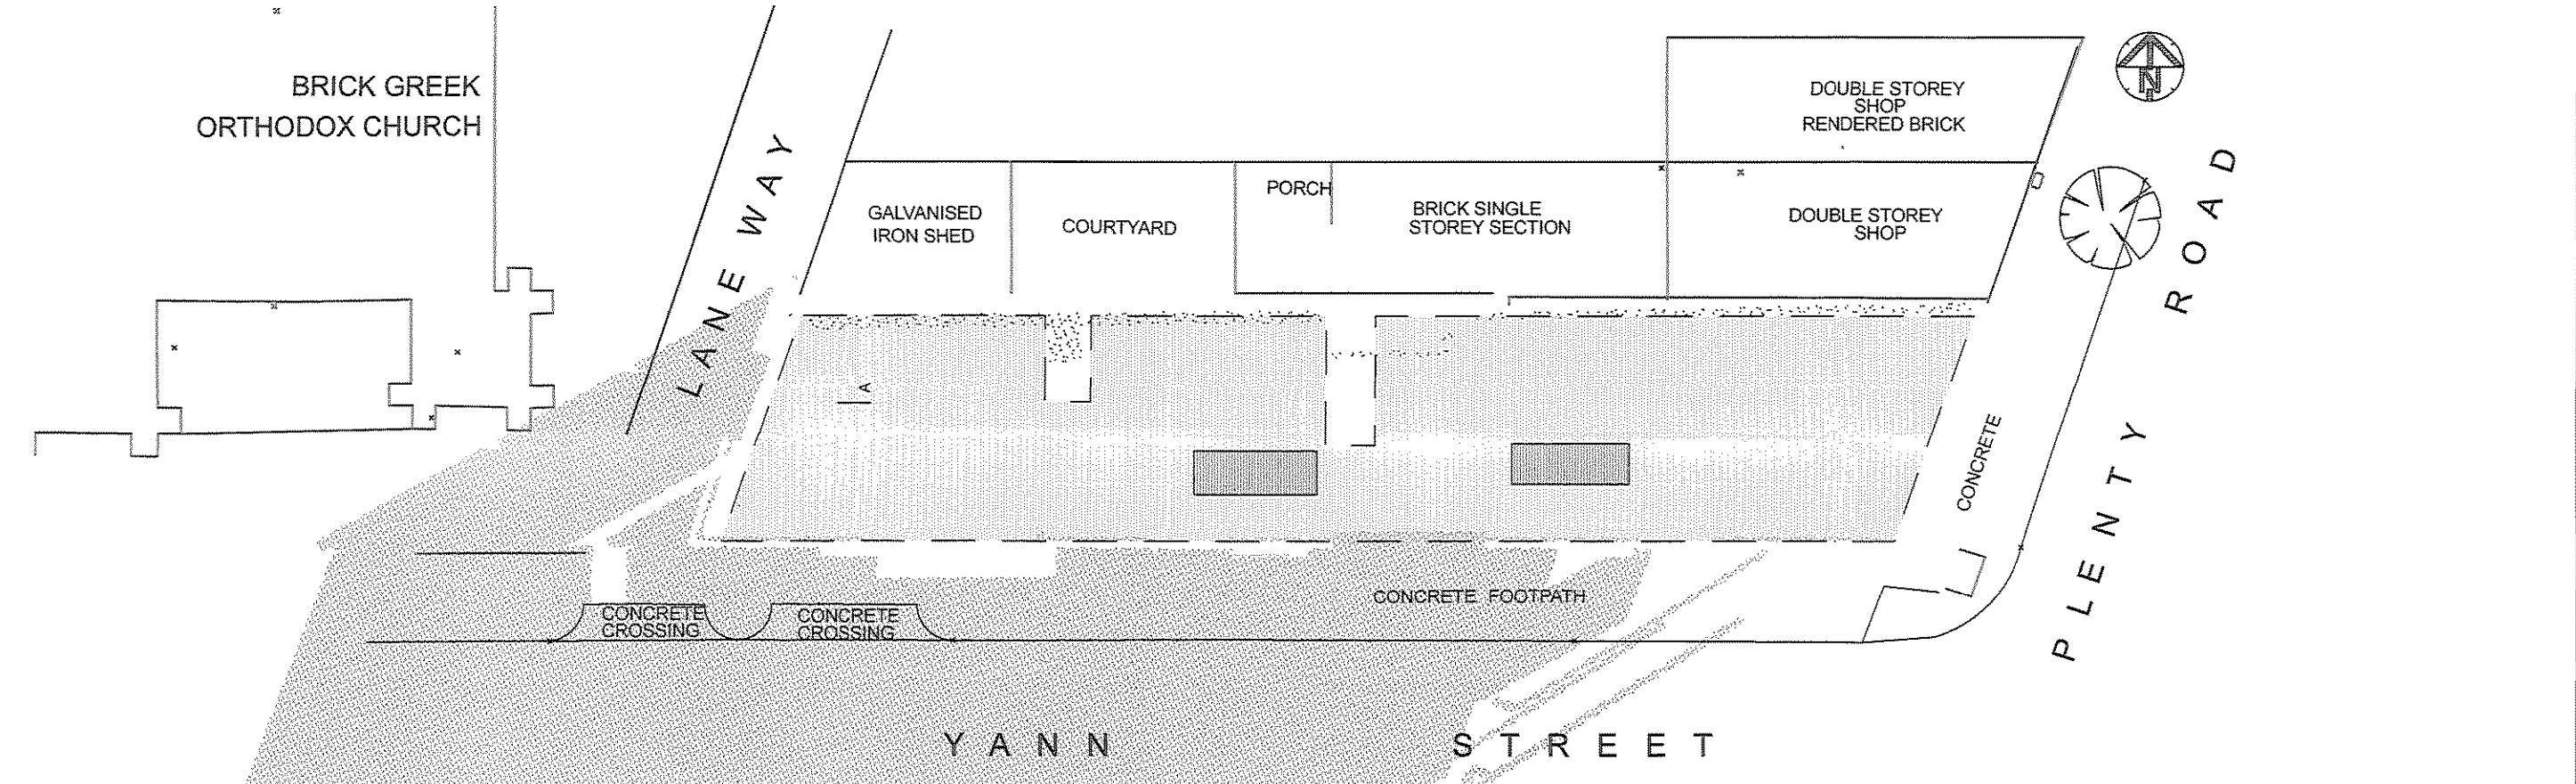 BRICK GREEK
ORTHODOX CHURCH
LANE WAY
GALVANISED
IRON SHED
COURTYARD
PORCH
BRICK SINGLE
STOREY SECTION
DOUBLE STOREY
SHOP
RENDERED BRICK
DOUBLE STOREY
SHOP
N
PLENTY ROAD
CONCRETE
A
CONCRETE
CROSSING
CONCRETE
CROSSING
CONCRETE FOOTPATH
YANN STREET